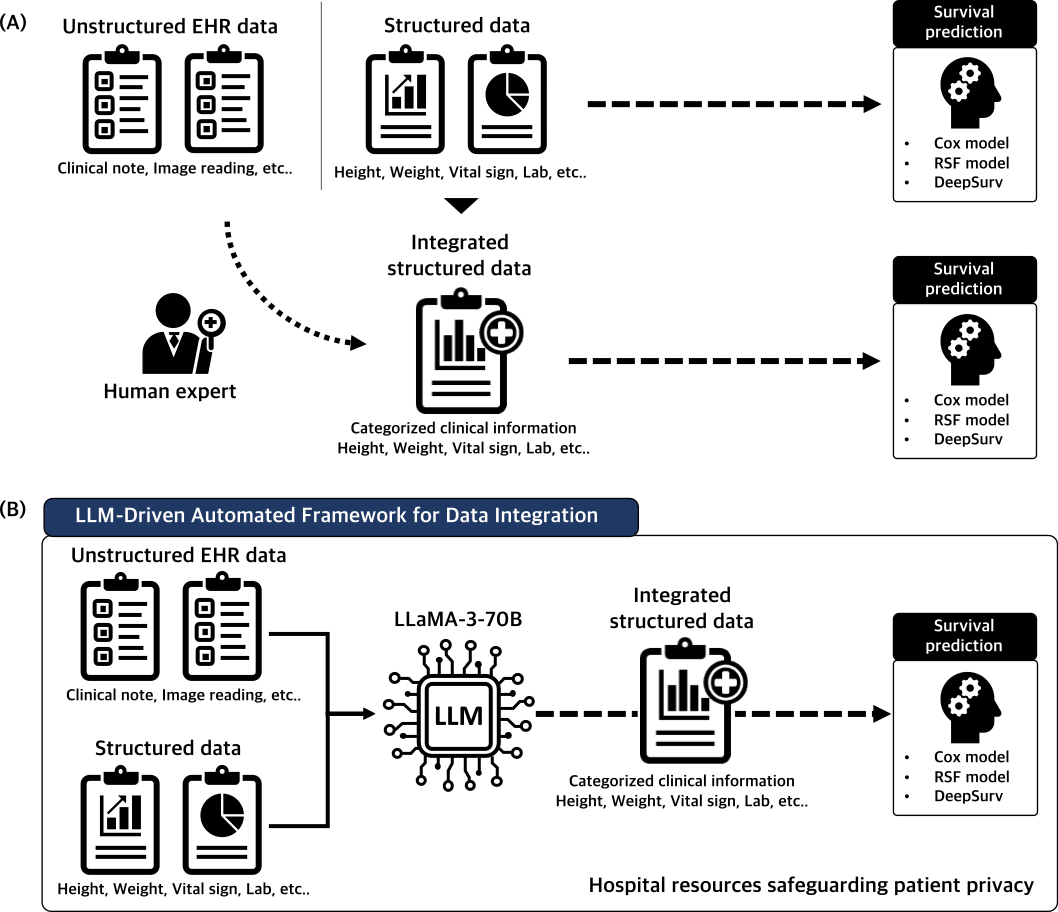 (A)
Unstructured EHR data
Clinical note, Image reading, etc..
Structured data
Height, Weight, Vital sign, Lab, etc..
Survival
prediction
• Cox model
• RSF model
• DeepSurv
Human expert
Integrated
structured data
Categorized clinical information
Height, Weight, Vital sign, Lab, etc..
Survival
prediction
• Cox model
• RSF model
• DeepSurv
(B)
LLM-Driven Automated Framework for Data Integration
Unstructured EHR data
Clinical note, Image reading, etc..
Structured data
Height, Weight, Vital sign, Lab, etc..
LLaMA-3-70B
LLM
Integrated
structured data
Categorized clinical information
Height, Weight, Vital sign, Lab, etc..
Survival
prediction
• Cox model
• RSF model
• DeepSurv
Hospital resources safeguarding patient privacy